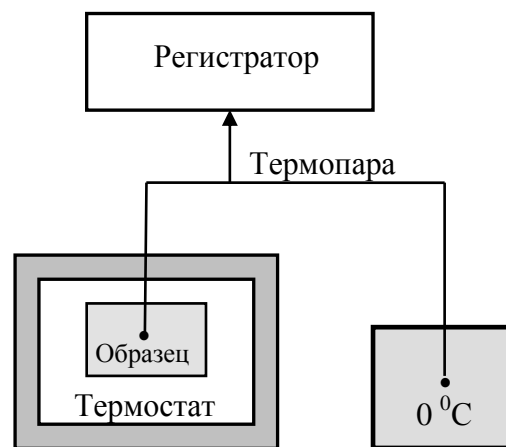 Регистратор
Термопара
Образец
Термостат
0 ⁰C